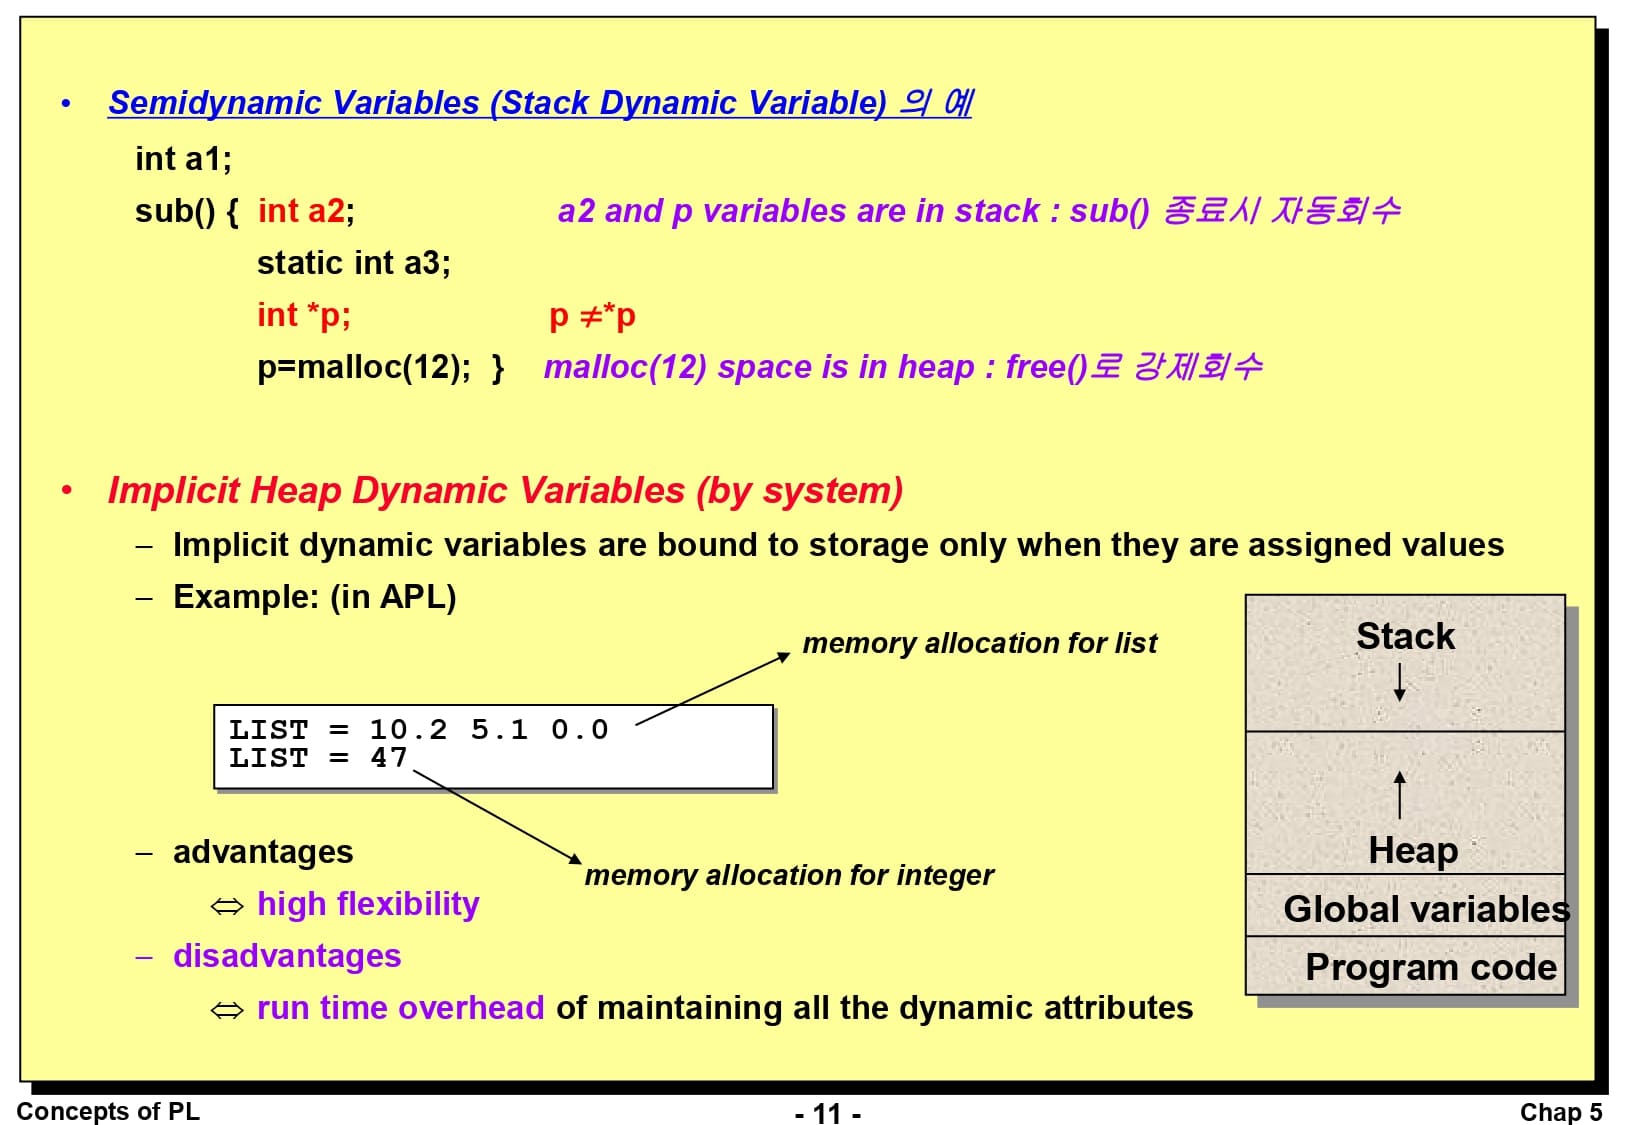 • Semidynamic Variables (Stack Dynamic Variable) 의 예
int a1;
sub() { int a2; a2 and p variables are in stack : sub() 종료시 자동회수
static int a3;
int *p; p ≠*p
p=malloc(12); } malloc(12) space is in heap : free()로 강제회수
• Implicit Heap Dynamic Variables (by system)
– Implicit dynamic variables are bound to storage only when they are assigned values
– Example: (in APL)
memory allocation for list
LIST = 10.2 5.1 0.0
LIST = 47
memory allocation for integer
– advantages
⇔ high flexibility
– disadvantages
⇔ run time overhead of maintaining all the dynamic attributes
Stack
Heap
Global variables
Program code
Concepts of PL
- 11 -
Chap 5